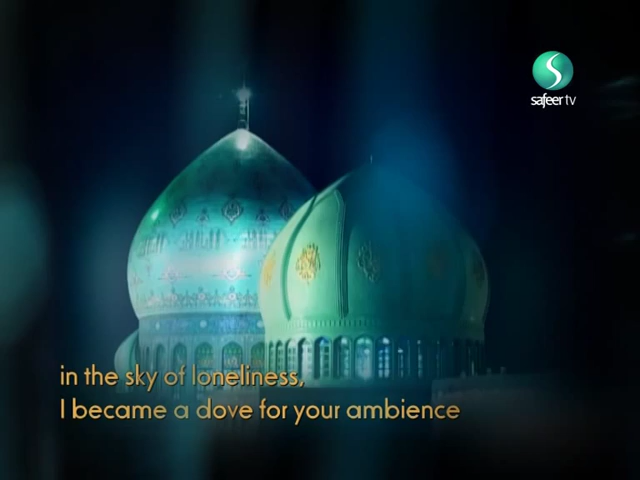 safeer tv
in the sky of loneliness,
I became a dove for your ambience